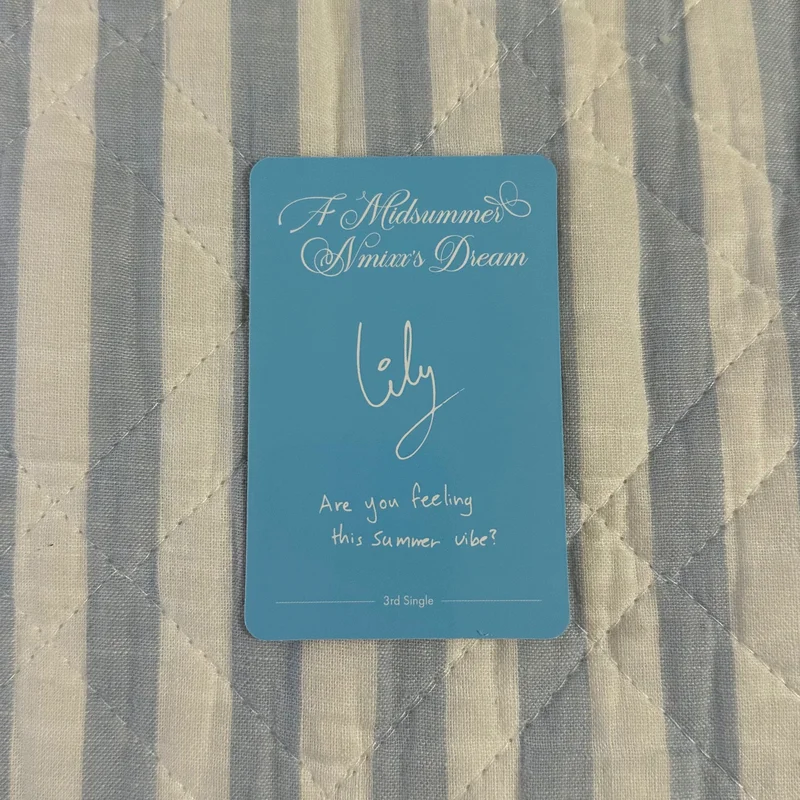 A Midsummer
Nmixx's Dream
Lily
Are you feeling
this summer vibe?
3rd Single